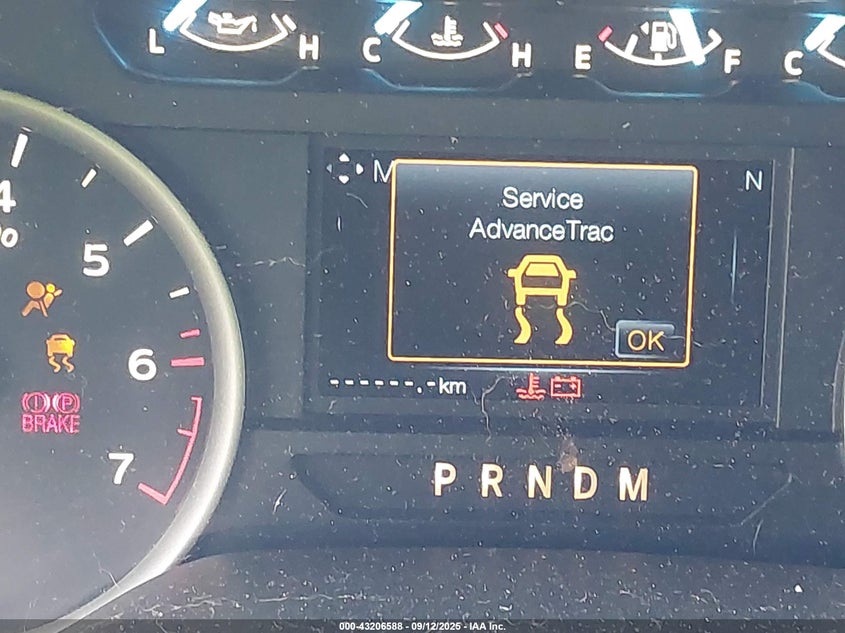 L H C H E F C
M N
Service
AdvanceTrac
OK
4
5
6
7
BRAKE
------.-km
P R N D M
000-43206588 - 09/12/2025 - IAA Inc.